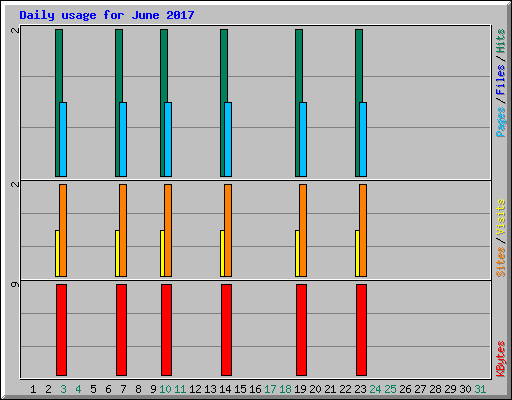 Daily usage for June 2017
2
2
9
Pages / Files / Hits
Sites / Visits
KBytes
1 2 3 4 5 6 7 8 9 10 11 12 13 14 15 16 17 18 19 20 21 22 23 24 25 26 27 28 29 30 31